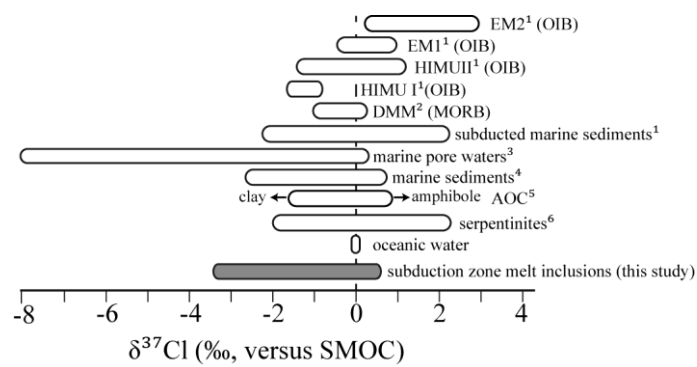 EM2¹ (OIB)
EM1¹ (OIB)
HIMUII¹ (OIB)
HIMU I¹(OIB)
DMM² (MORB)
subducted marine sediments¹
marine pore waters³
marine sediments⁴
clay amphibole AOC⁵
serpentinites⁶
oceanic water
subduction zone melt inclusions (this study)
-8 -6 -4 -2 0 2 4
δ³⁷Cl (‰, versus SMOC)